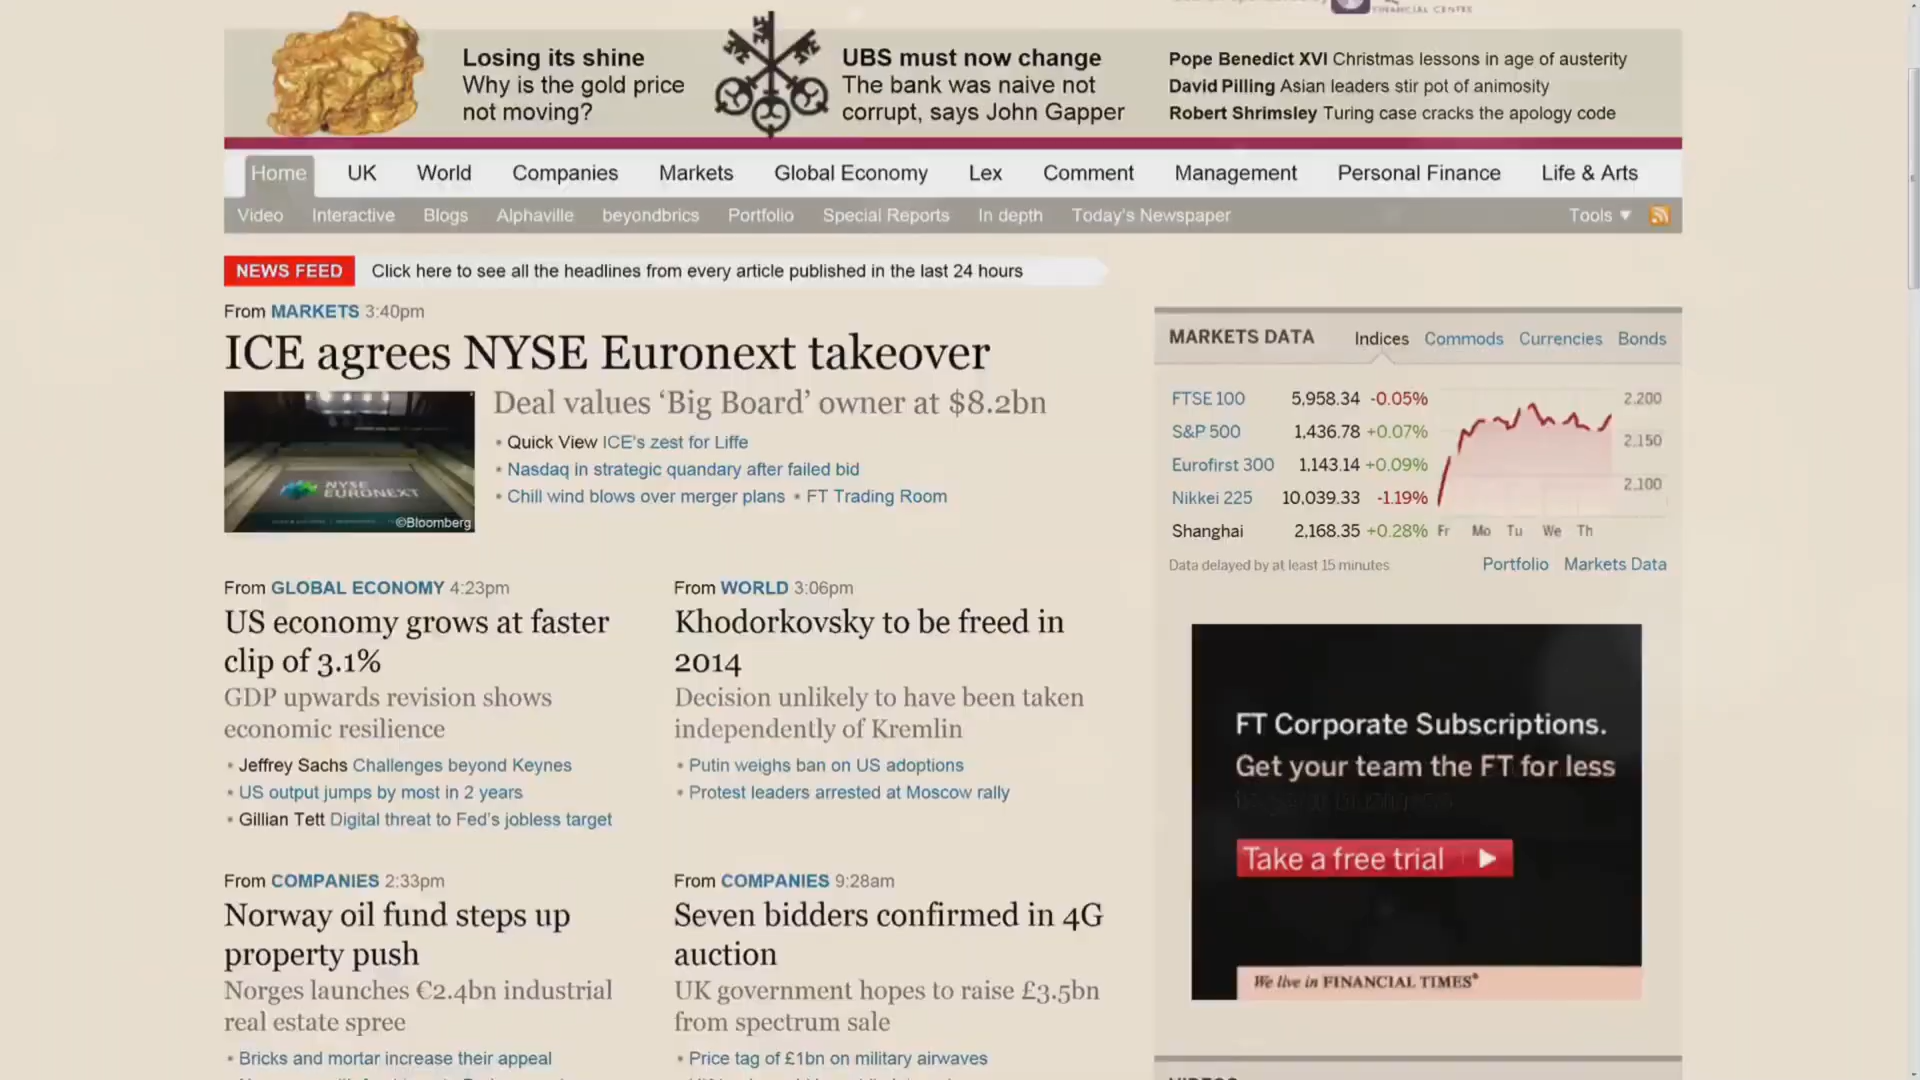 FINANCIAL CENTRE
Losing its shine
Why is the gold price
not moving?
UBS must now change
The bank was naive not
corrupt, says John Gapper
Pope Benedict XVI Christmas lessons in age of austerity
David Pilling Asian leaders stir pot of animosity
Robert Shrimsley Turing case cracks the apology code
Home UK World Companies Markets Global Economy Lex Comment Management Personal Finance Life & Arts
Video Interactive Blogs Alphaville beyondbrics Portfolio Special Reports In depth Today's Newspaper Tools
NEWS FEED Click here to see all the headlines from every article published in the last 24 hours
From MARKETS 3:40pm
ICE agrees NYSE Euronext takeover
NYSE
EURONEXT
©Bloomberg
Deal values ‘Big Board’ owner at $8.2bn
• Quick View ICE's zest for Liffe
• Nasdaq in strategic quandary after failed bid
• Chill wind blows over merger plans • FT Trading Room
MARKETS DATA Indices Commods Currencies Bonds
FTSE 100 5,958.34 -0.05%
S&P 500 1,436.78 +0.07%
Eurofirst 300 1,143.14 +0.09%
Nikkei 225 10,039.33 -1.19%
Shanghai 2,168.35 +0.28%
2,200
2,150
2,100
Fr Mo Tu We Th
Data delayed by at least 15 minutes
Portfolio Markets Data
From GLOBAL ECONOMY 4:23pm
US economy grows at faster
clip of 3.1%
GDP upwards revision shows
economic resilience
• Jeffrey Sachs Challenges beyond Keynes
• US output jumps by most in 2 years
• Gillian Tett Digital threat to Fed's jobless target
From WORLD 3:06pm
Khodorkovsky to be freed in
2014
Decision unlikely to have been taken
independently of Kremlin
• Putin weighs ban on US adoptions
• Protest leaders arrested at Moscow rally
FT Corporate Subscriptions.
Get your team the FT for less
Take a free trial
We live in FINANCIAL TIMES®
From COMPANIES 2:33pm
Norway oil fund steps up
property push
Norges launches €2.4bn industrial
real estate spree
• Bricks and mortar increase their appeal
From COMPANIES 9:28am
Seven bidders confirmed in 4G
auction
UK government hopes to raise £3.5bn
from spectrum sale
• Price tag of £1bn on military airwaves
VIDEOS